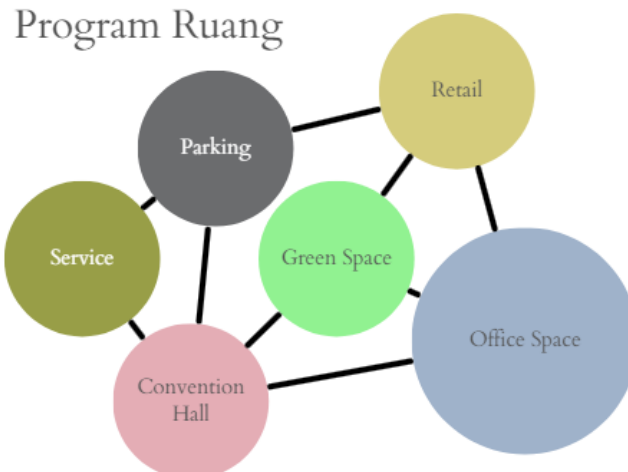 Program Ruang
Retail
Parking
Service
Green Space
Office Space
Convention
Hall